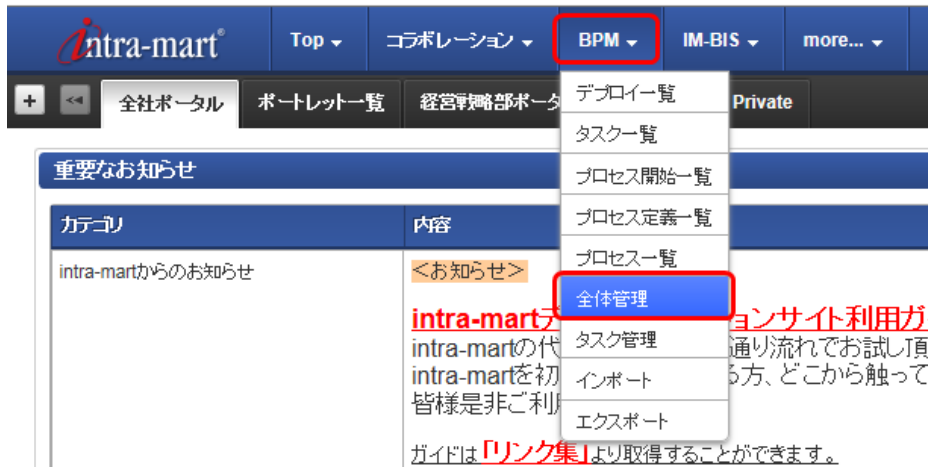 intra-mart® Top コラボレーション BPM IM-BIS more...
+ << 全社ポータル ポートレット一覧 経営戦略部ポータ Private
デプロイ一覧
タスク一覧
プロセス開始一覧
プロセス定義一覧
プロセス一覧
全体管理
タスク管理
インポート
エクスポート
重要なお知らせ
カテゴリ 内容
intra-martからのお知らせ
<お知らせ>
intra-martデ ョンサイト利用ガ
intra-martの代 通り流れでお試し頂
intra-martを初 る方、どこから触って
皆様是非ご利用
ガイドは「リンク集」より取得することができます。